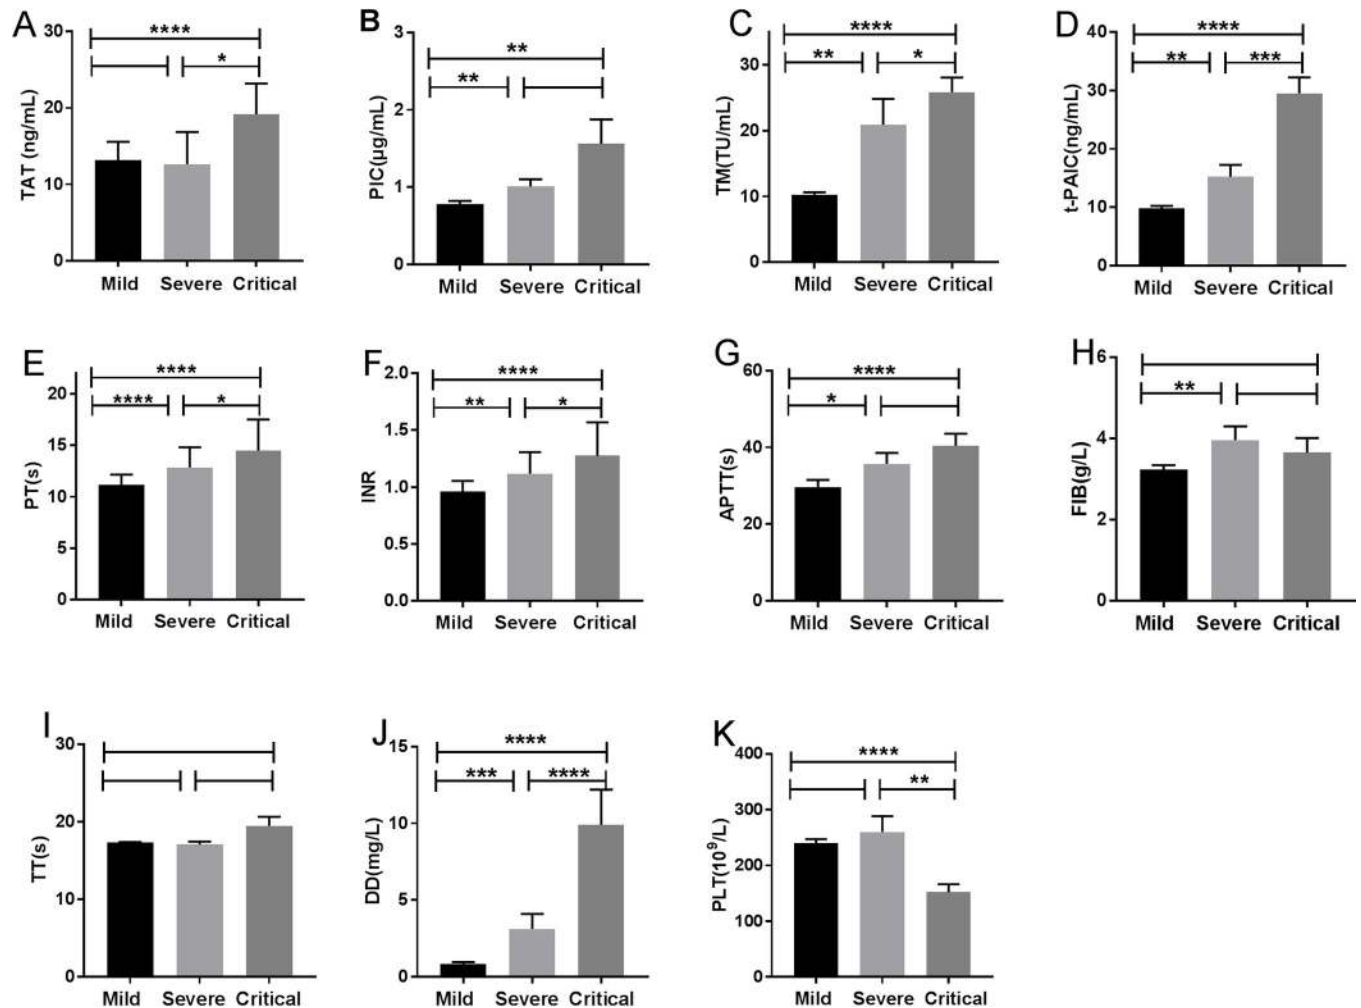 A
TAT (ng/mL)
30
20
10
0
****
*
Mild Severe Critical
B
PIC(µg/mL)
3
2
1
0
**
**
Mild Severe Critical
C
TM(TU/mL)
30
20
10
0
****
** *
Mild Severe Critical
D
t-PAIC(ng/mL)
40
30
20
10
0
****
** ***
Mild Severe Critical
E
PT(s)
20
15
10
5
0
****
**** *
Mild Severe Critical
F
INR
2.0
1.5
1.0
0.5
0.0
****
** *
Mild Severe Critical
G
APTT(s)
60
40
20
0
****
*
Mild Severe Critical
H
FIB(g/L)
6
4
2
0
**
Mild Severe Critical
I
TT(s)
30
20
10
0
Mild Severe Critical
J
DD(mg/L)
15
10
5
0
****
*** ****
Mild Severe Critical
K
PLT(10⁹/L)
400
300
200
100
0
****
**
Mild Severe Critical